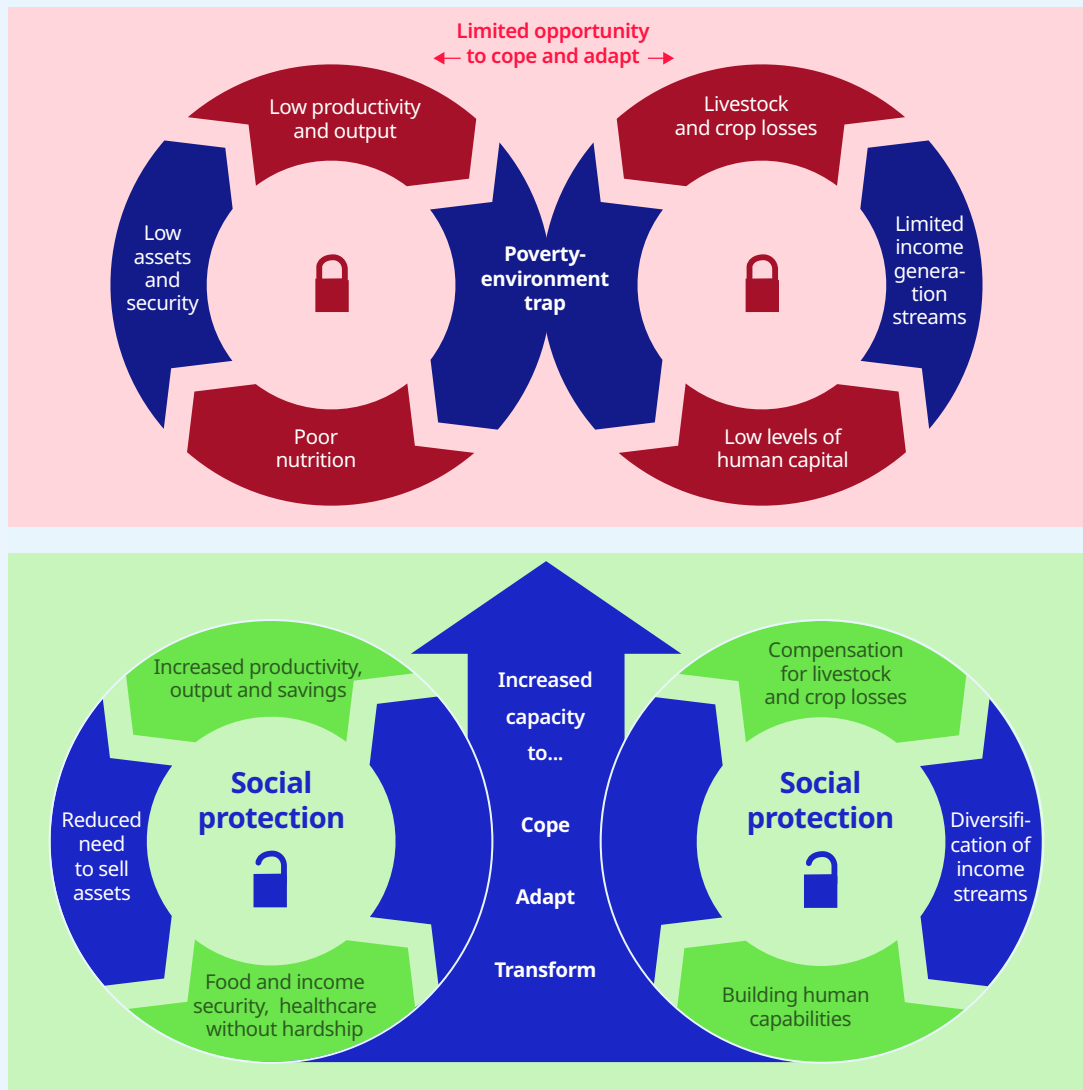 Limited opportunity
to cope and adapt
Low productivity
and output
Livestock
and crop losses
Low
assets
and
security
Poverty-
environment
trap
Limited
income
genera-
tion
streams
Poor
nutrition
Low levels of
human capital
Increased productivity,
output and savings
Increased
capacity
to...
Cope
Adapt
Transform
Compensation
for livestock
and crop losses
Social
protection
Social
protection
Reduced
need
to sell
assets
Diversifi-
cation of
income
streams
Food and income
security, healthcare
without hardship
Building human
capabilities